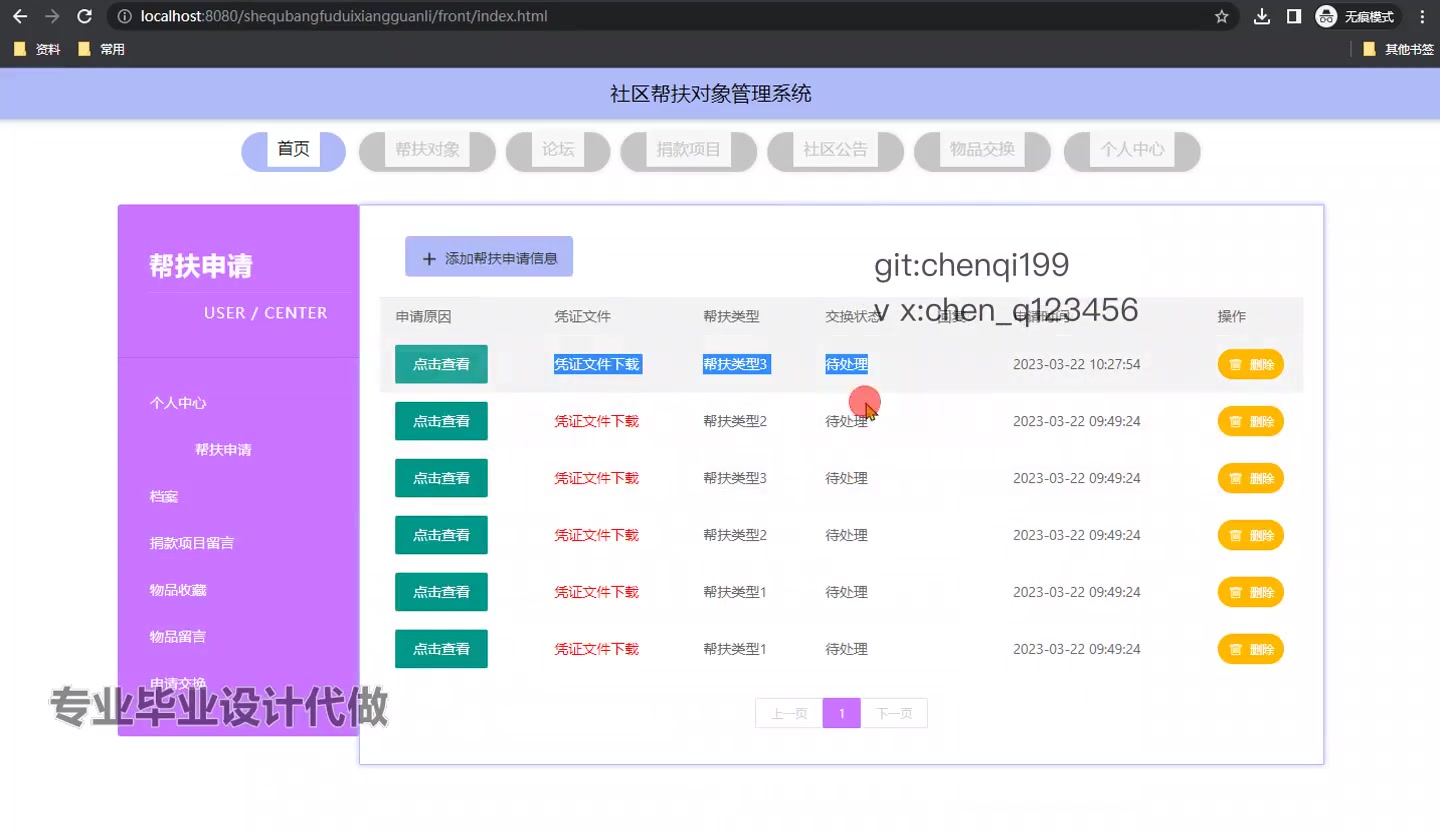 localhost:8080/shequbangfuduixiangguanli/front/index.html 无痕模式
资料 常用 其他书签
社区帮扶对象管理系统
首页 帮扶对象 论坛 捐款项目 社区公告 物品交换 个人中心
帮扶申请
USER / CENTER
个人中心
帮扶申请
档案
捐款项目留言
物品收藏
物品留言
申请交换
专业毕业设计代做
+ 添加帮扶申请信息
git:chenqi199
v x:chen_q123456
申请原因 凭证文件 帮扶类型 交换状态 回复 申请时间 操作
点击查看 凭证文件下载 帮扶类型3 待处理 2023-03-22 10:27:54 删除
点击查看 凭证文件下载 帮扶类型2 待处理 2023-03-22 09:49:24 删除
点击查看 凭证文件下载 帮扶类型3 待处理 2023-03-22 09:49:24 删除
点击查看 凭证文件下载 帮扶类型2 待处理 2023-03-22 09:49:24 删除
点击查看 凭证文件下载 帮扶类型1 待处理 2023-03-22 09:49:24 删除
点击查看 凭证文件下载 帮扶类型1 待处理 2023-03-22 09:49:24 删除
上一页 1 下一页